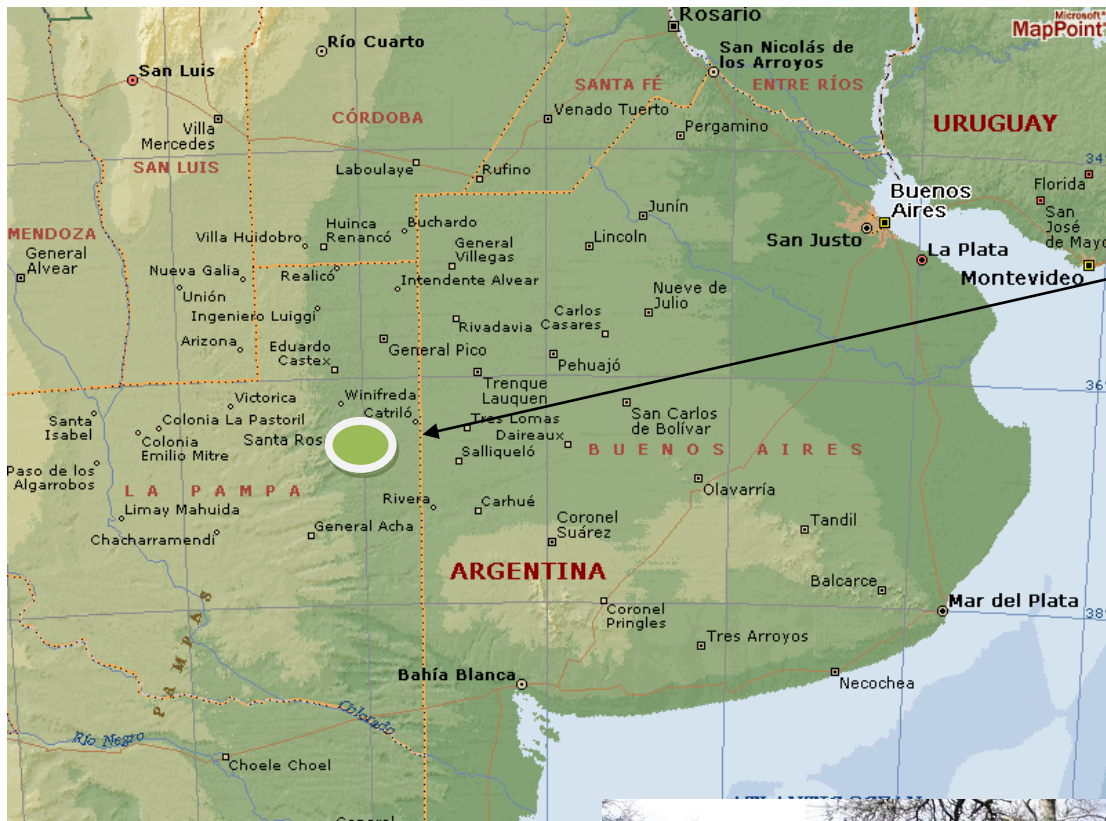 Rosario
Microsoft®
MapPoint®
Río Cuarto
San Nicolás de
los Arroyos
San Luis
SANTA FÉ
ENTRE RÍOS
Venado Tuerto
CÓRDOBA
Villa
Mercedes
Pergamino
URUGUAY
SAN LUIS
Laboulaye
Rufino
34
Florida
Buenos
Aires
San
José
de Mayo
Junín
Huinca
Renancó
Buchardo
MENDOZA
Villa Huidobro
General
Villegas
Lincoln
San Justo
La Plata
General
Alvear
Nueva Galia
Realicó
Intendente Alvear
Montevideo
Unión
Nueve de
Julio
Ingeniero Luiggi
Rivadavia
Carlos
Casares
Arizona
Eduardo
Castex
General Pico
Pehuajó
36°
Trenque
Lauquen
Victorica
Winifreda
Catriló
Santa
Isabel
Colonia La Pastoril
Tres Lomas
San Carlos
de Bolívar
Colonia
Emilio Mitre
Santa Ros
Daireaux
Salliqueló
BUENOS AIRES
Paso de los
Algarrobos
LA PAMPA
Rivera
Carhué
Olavarría
Limay Mahuida
General Acha
Coronel
Suárez
Tandil
Chacharramendi
ARGENTINA
Balcarce
Coronel
Pringles
Mar del Plata
38°
PAMPAS
Tres Arroyos
Bahía Blanca
Necochea
Colorado
Río Negro
Choele Choel
ATLANTIC OCEAN
General